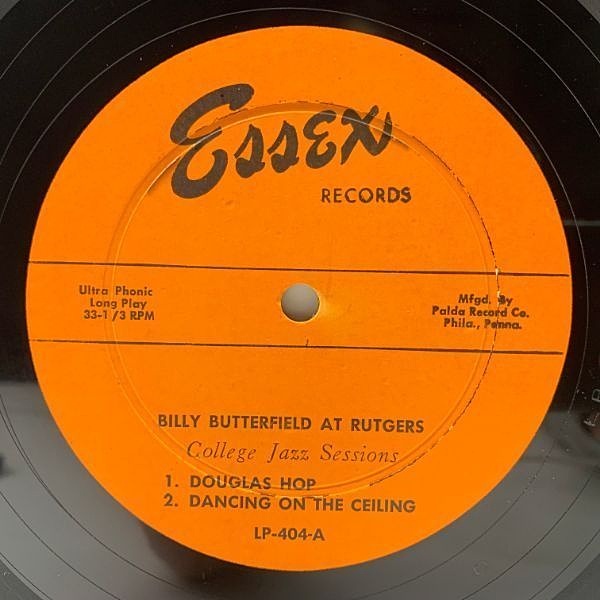 Essex
RECORDS
Ultra Phonic
Long Play
33-1/3 RPM
Mfgd. By
Palda Record Co.
Phila., Penna.
BILLY BUTTERFIELD AT RUTGERS
College Jazz Sessions
1. DOUGLAS HOP
2. DANCING ON THE CEILING
LP-404-A